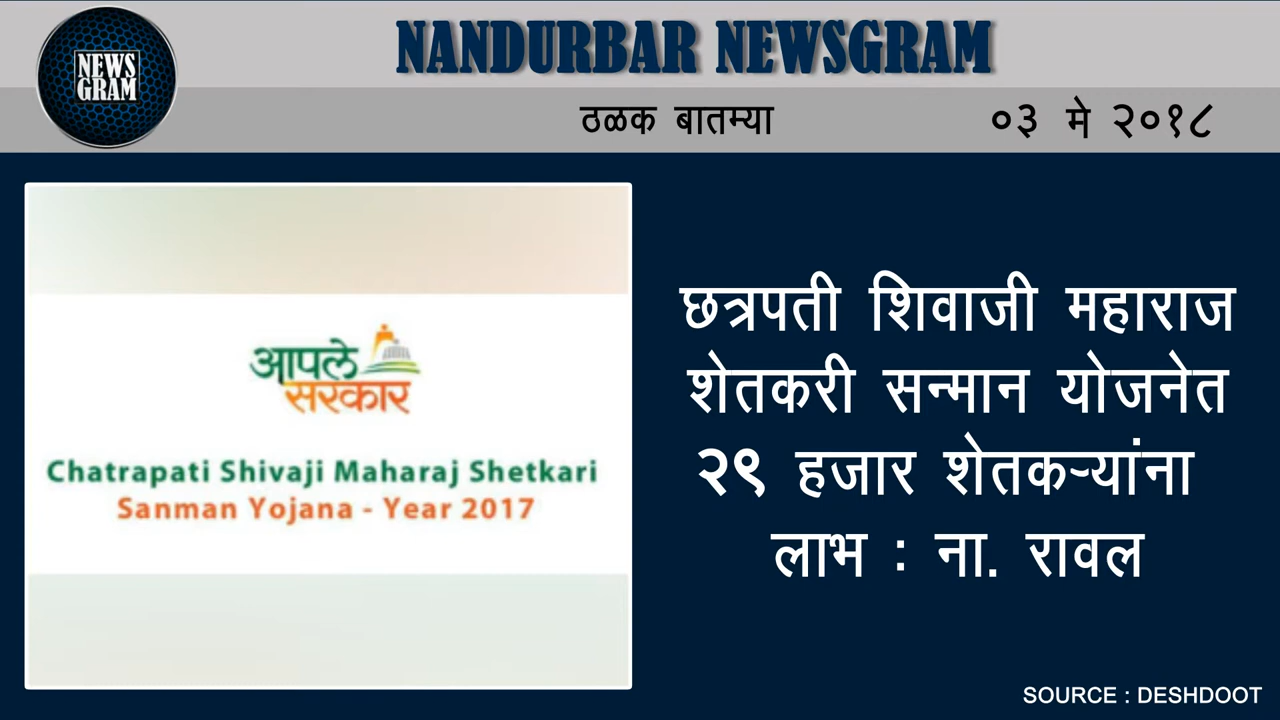 NEWS
GRAM
NANDURBAR NEWSGRAM
ठळक बातम्या
०३ मे २०१८
आपले
सरकार
Chatrapati Shivaji Maharaj Shetkari
Sanman Yojana - Year 2017
छत्रपती शिवाजी महाराज
शेतकरी सन्मान योजनेत
२९ हजार शेतकऱ्यांना
लाभ : ना. रावल
SOURCE : DESHDOOT